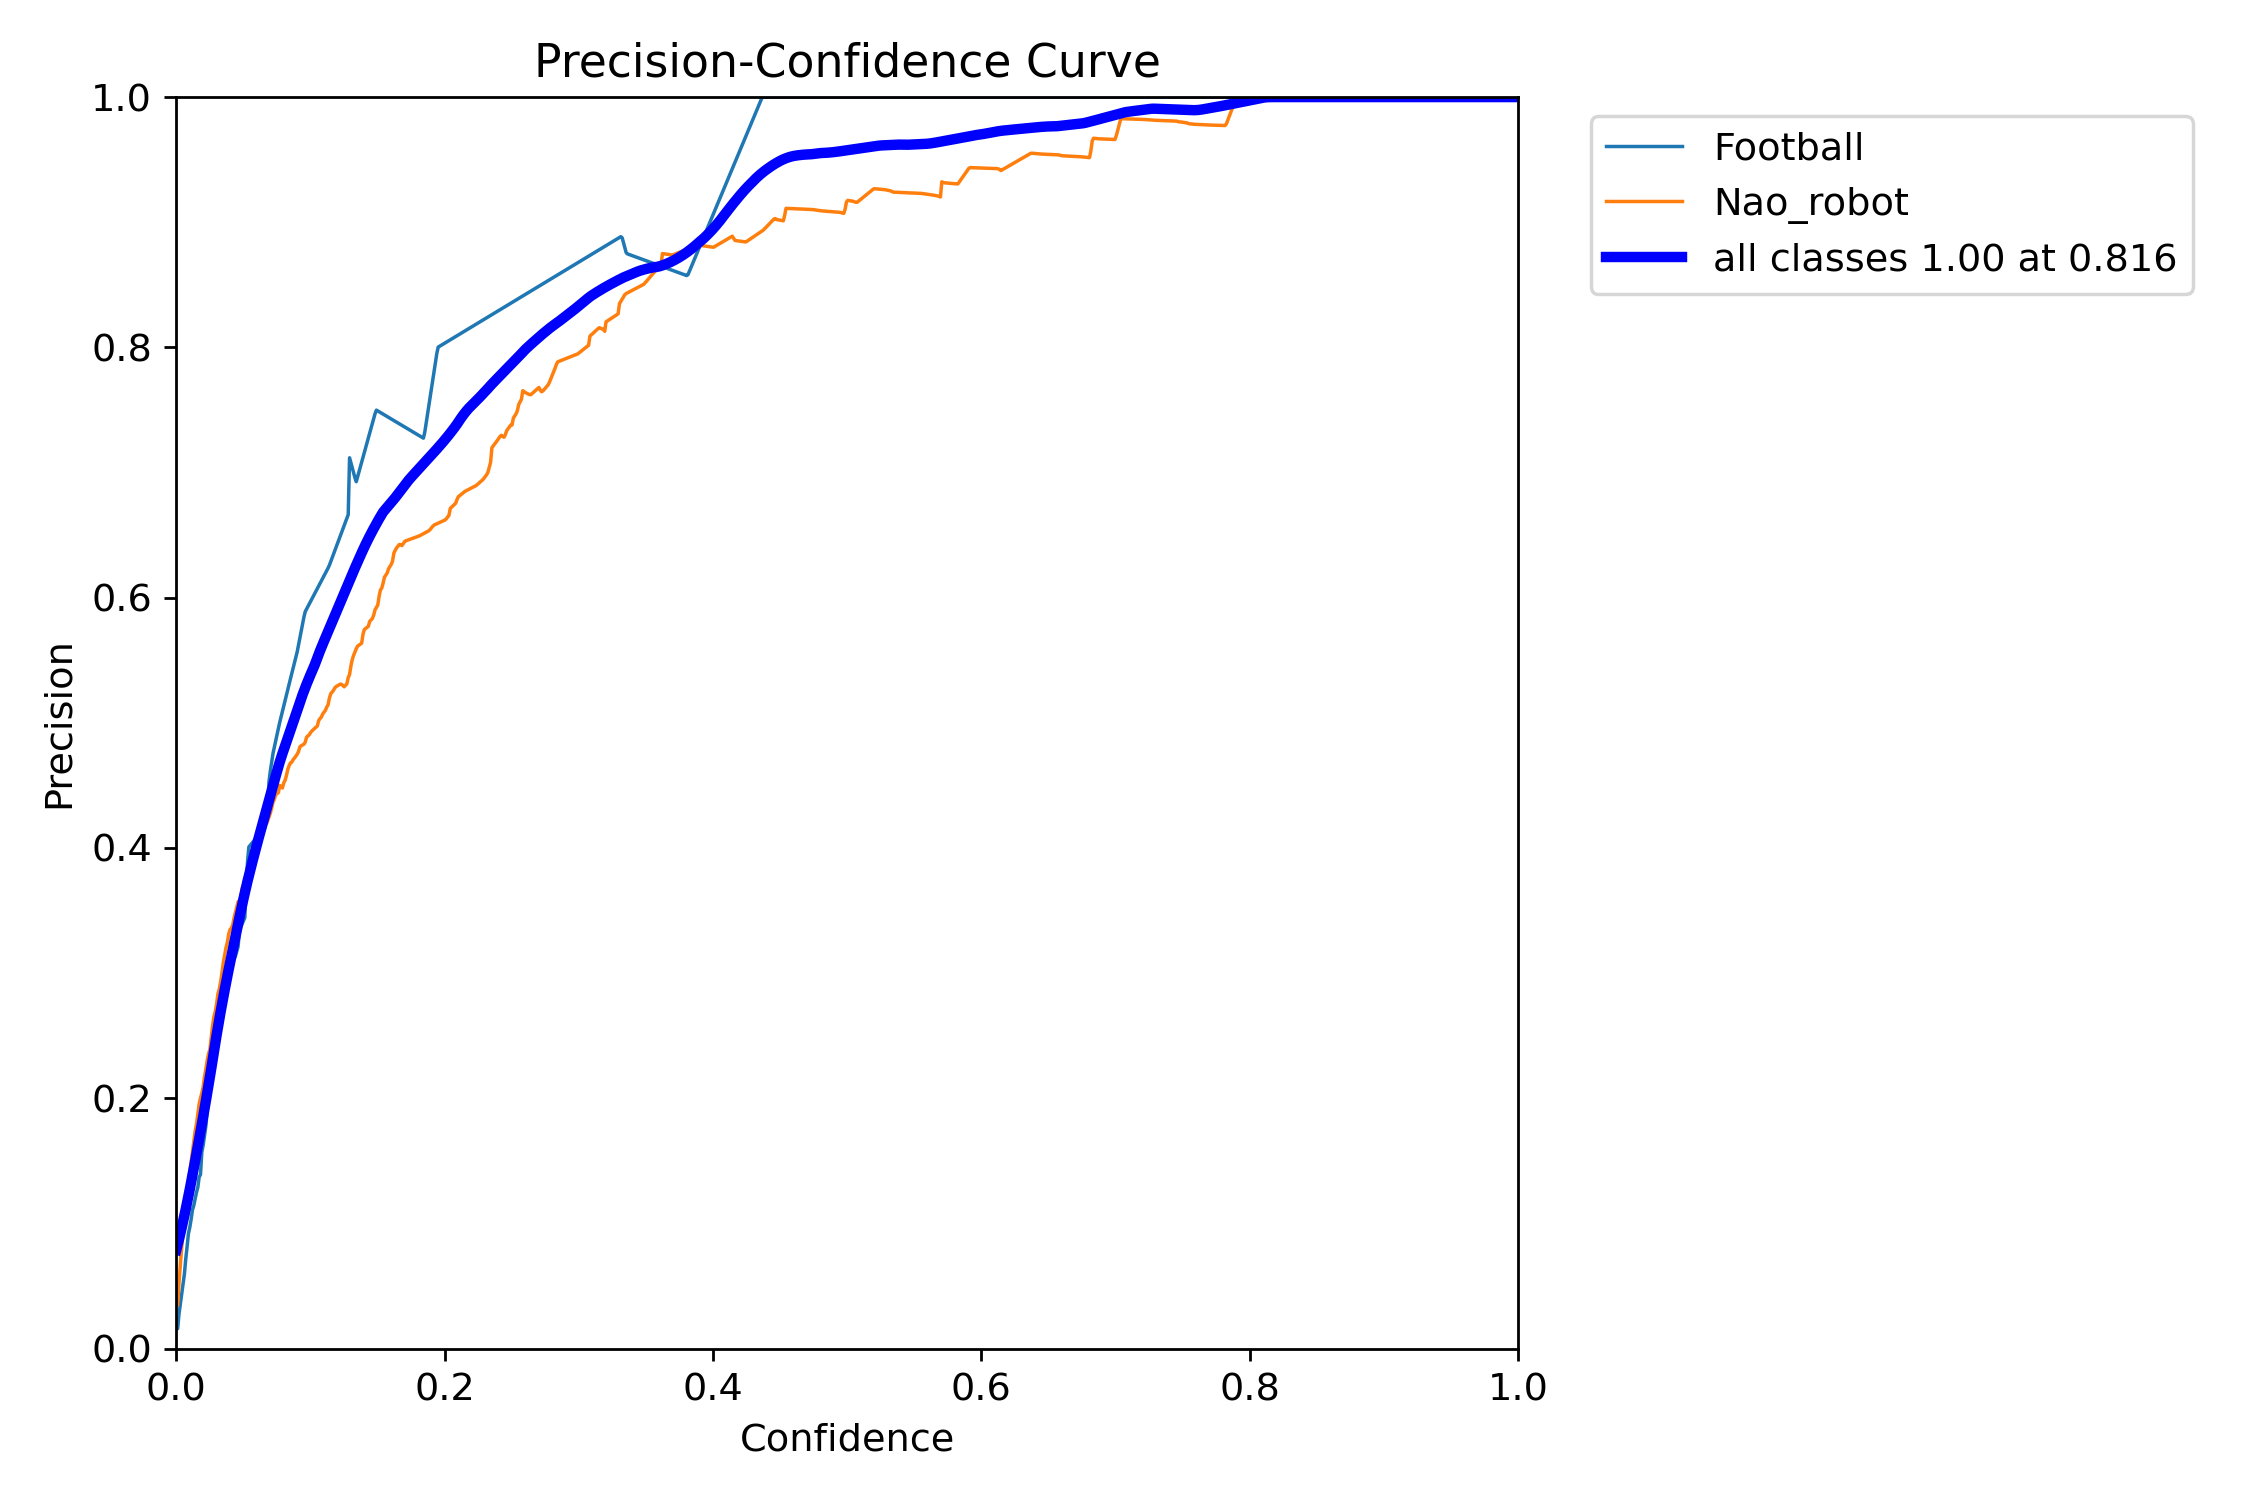 Precision-Confidence Curve
1.0
0.8
0.6
0.4
0.2
0.0
Precision
0.0 0.2 0.4 0.6 0.8 1.0
Confidence
Football
Nao_robot
all classes 1.00 at 0.816